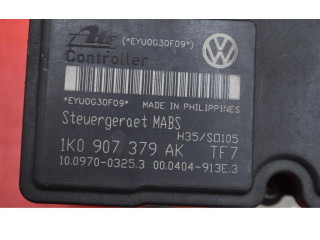 Ate (*EYU0G30F09*)
Controller
*EYU0G30F09* MADE IN PHILIPPINES
Steuergeraet MABS
H35/SO105
1K0 907 379 AK TF7
10.0970-0325.3 00.0404-913E.3